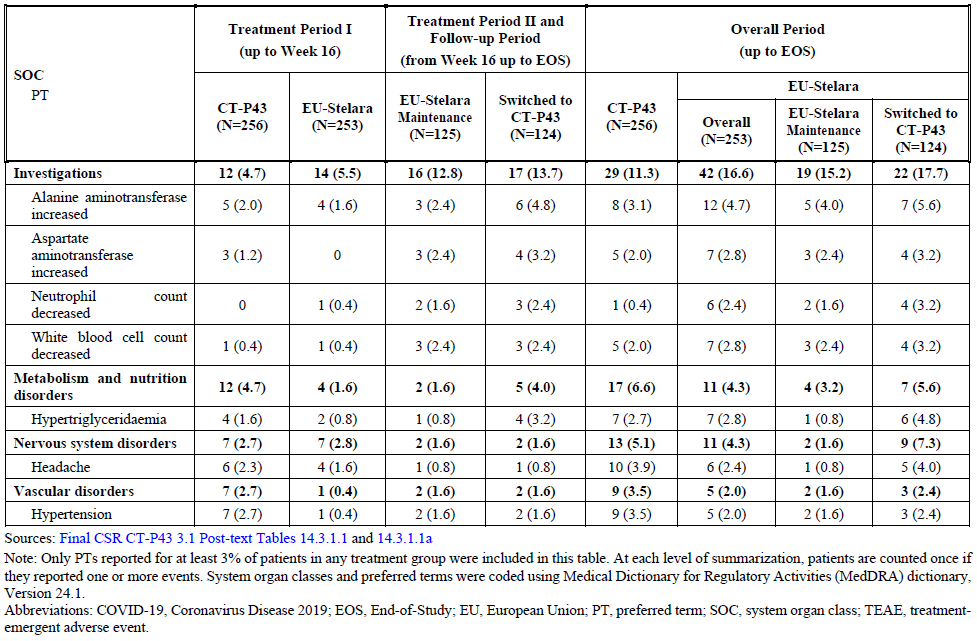 SOC
PT
Treatment Period I
(up to Week 16)
Treatment Period II and
Follow-up Period
(from Week 16 up to EOS)
Overall Period
(up to EOS)
CT-P43
(N=256)
EU-Stelara
(N=253)
EU-Stelara
Maintenance
(N=125)
Switched to
CT-P43
(N=124)
CT-P43
(N=256)
EU-Stelara
Overall
(N=253)
EU-Stelara
Maintenance
(N=125)
Switched to
CT-P43
(N=124)
Investigations 12 (4.7) 14 (5.5) 16 (12.8) 17 (13.7) 29 (11.3) 42 (16.6) 19 (15.2) 22 (17.7)
Alanine aminotransferase
increased
5 (2.0) 4 (1.6) 3 (2.4) 6 (4.8) 8 (3.1) 12 (4.7) 5 (4.0) 7 (5.6)
Aspartate
aminotransferase
increased
3 (1.2) 0 3 (2.4) 4 (3.2) 5 (2.0) 7 (2.8) 3 (2.4) 4 (3.2)
Neutrophil count
decreased
0 1 (0.4) 2 (1.6) 3 (2.4) 1 (0.4) 6 (2.4) 2 (1.6) 4 (3.2)
White blood cell count
decreased
1 (0.4) 1 (0.4) 3 (2.4) 3 (2.4) 5 (2.0) 7 (2.8) 3 (2.4) 4 (3.2)
Metabolism and nutrition
disorders
12 (4.7) 4 (1.6) 2 (1.6) 5 (4.0) 17 (6.6) 11 (4.3) 4 (3.2) 7 (5.6)
Hypertriglyceridaemia 4 (1.6) 2 (0.8) 1 (0.8) 4 (3.2) 7 (2.7) 7 (2.8) 1 (0.8) 6 (4.8)
Nervous system disorders 7 (2.7) 7 (2.8) 2 (1.6) 2 (1.6) 13 (5.1) 11 (4.3) 2 (1.6) 9 (7.3)
Headache 6 (2.3) 4 (1.6) 1 (0.8) 1 (0.8) 10 (3.9) 6 (2.4) 1 (0.8) 5 (4.0)
Vascular disorders 7 (2.7) 1 (0.4) 2 (1.6) 2 (1.6) 9 (3.5) 5 (2.0) 2 (1.6) 3 (2.4)
Hypertension 7 (2.7) 1 (0.4) 2 (1.6) 2 (1.6) 9 (3.5) 5 (2.0) 2 (1.6) 3 (2.4)
Sources: Final CSR CT-P43 3.1 Post-text Tables 14.3.1.1 and 14.3.1.1a
Note: Only PTs reported for at least 3% of patients in any treatment group were included in this table. At each level of summarization, patients are counted once if
they reported one or more events. System organ classes and preferred terms were coded using Medical Dictionary for Regulatory Activities (MedDRA) dictionary,
Version 24.1.
Abbreviations: COVID-19, Coronavirus Disease 2019; EOS, End-of-Study; EU, European Union; PT, preferred term; SOC, system organ class; TEAE, treatment-
emergent adverse event.